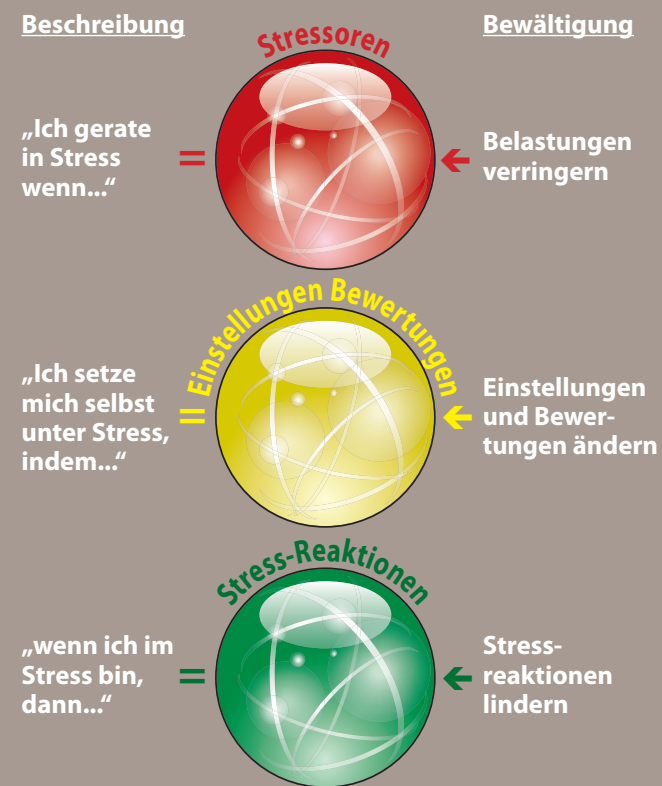 Beschreibung
Bewältigung
Stressoren
„Ich gerate
in Stress
wenn...“
=
Belastungen
verringern
Einstellungen Bewertungen
„Ich setze
mich selbst
unter Stress,
indem...“
=
Einstellungen
und Bewer-
tungen ändern
Stress-Reaktionen
„wenn ich im
Stress bin,
dann...“
=
Stress-
reaktionen
lindern